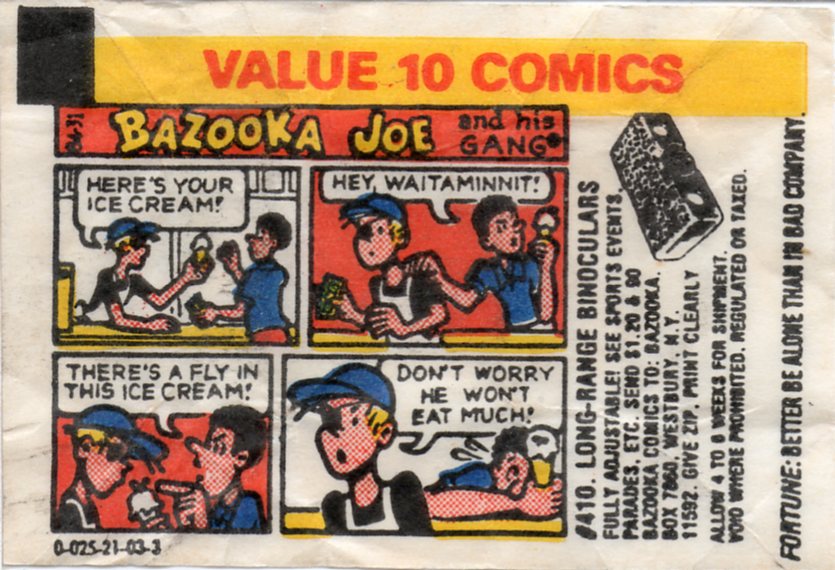 VALUE 10 COMICS
24-31
BAZOOKA JOE
and his
GANG®
HERE'S YOUR
ICE CREAM!
HEY WAITAMINNIT!
THERE'S A FLY IN
THIS ICE CREAM!
DON'T WORRY
HE WON'T
EAT MUCH!
0-025-21-03-3
#410. LONG-RANGE BINOCULARS
FULLY ADJUSTABLE! SEE SPORTS EVENTS,
PARADES, ETC. SEND $1.20 & 90
BAZOOKA COMICS TO: BAZOOKA,
BOX 7860, WESTBURY, N.Y.
11592. GIVE ZIP. PRINT CLEARLY
ALLOW 4 TO 8 WEEKS FOR SHIPMENT.
VOID WHERE PROHIBITED, REGULATED OR TAXED.
FORTUNE: BETTER BE ALONE THAN IN BAD COMPANY.